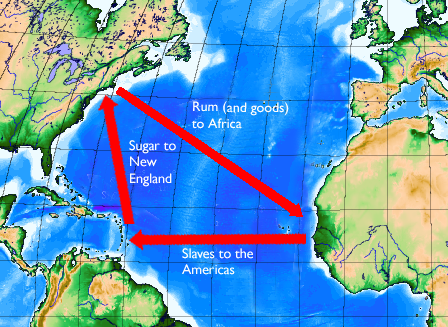 Rum (and goods)
to Africa
Sugar to
New
England
Slaves to the
Americas